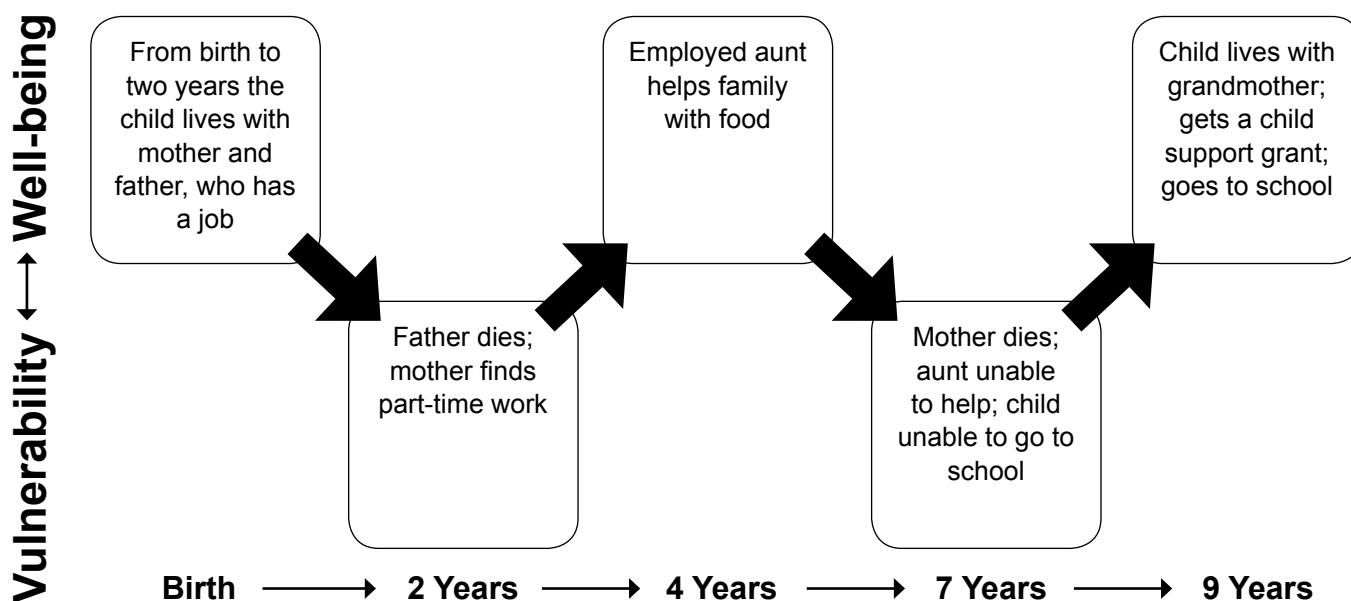 Vulnerability ↔ Well-being
From birth to
two years the
child lives with
mother and
father, who has
a job
Father dies;
mother finds
part-time work
Employed aunt
helps family
with food
Mother dies;
aunt unable
to help; child
unable to go to
school
Child lives with
grandmother;
gets a child
support grant;
goes to school
Birth → 2 Years → 4 Years → 7 Years → 9 Years